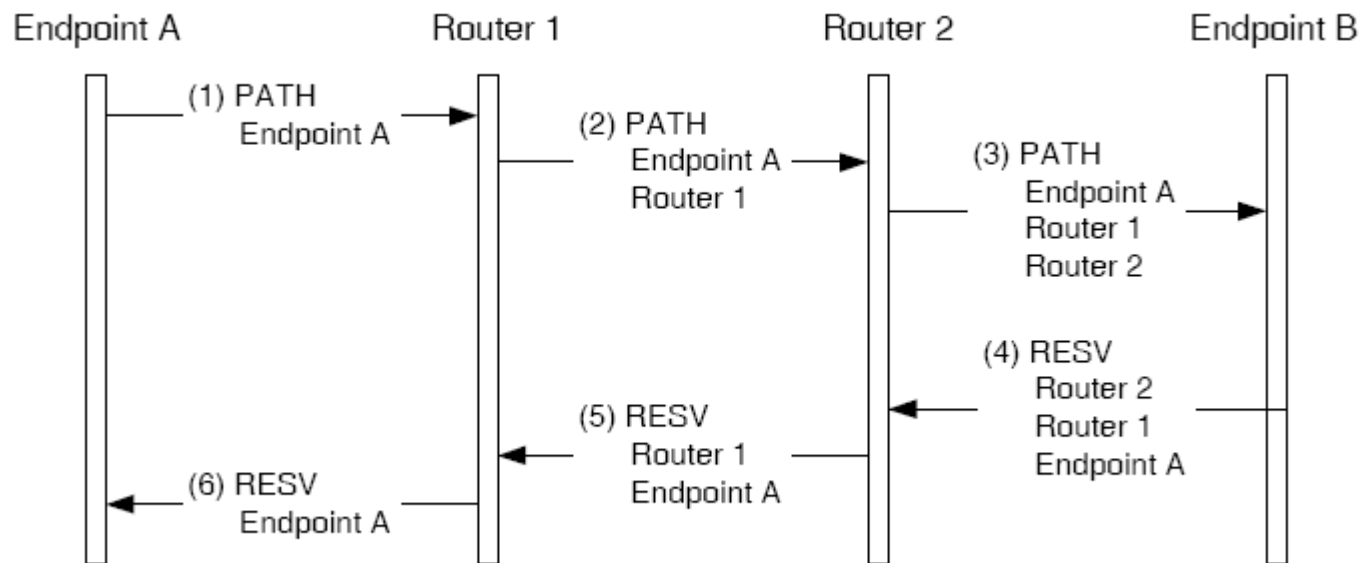 Endpoint A Router 1 Router 2 Endpoint B
(1) PATH
Endpoint A
(2) PATH
Endpoint A
Router 1
(3) PATH
Endpoint A
Router 1
Router 2
(4) RESV
Router 2
Router 1
Endpoint A
(5) RESV
Router 1
Endpoint A
(6) RESV
Endpoint A